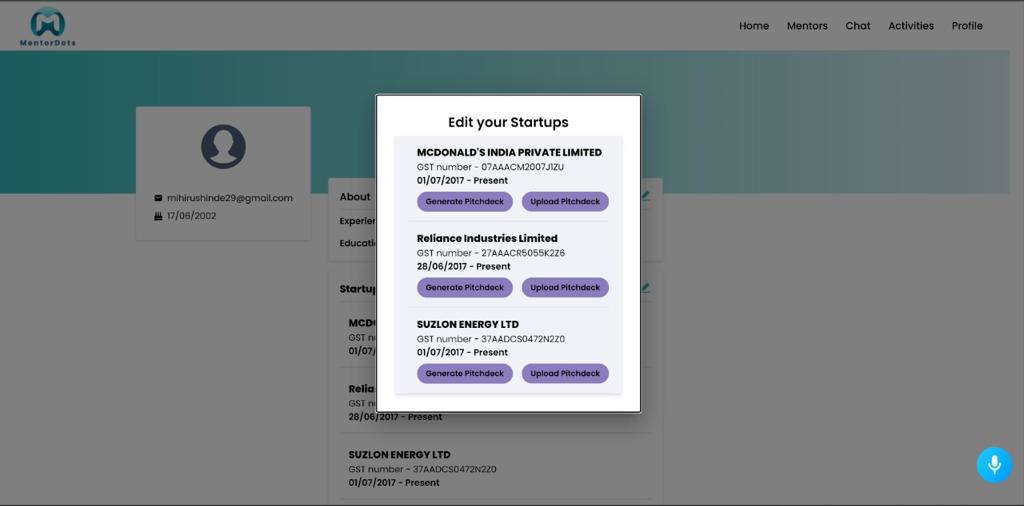 MentorDots
Home Mentors Chat Activities Profile
Edit your Startups
MCDONALD'S INDIA PRIVATE LIMITED
GST number - 07AAACM2007J1ZU
01/07/2017 - Present
Generate Pitchdeck Upload Pitchdeck
Reliance Industries Limited
GST number - 27AAACR5055K2Z6
28/06/2017 - Present
Generate Pitchdeck Upload Pitchdeck
SUZLON ENERGY LTD
GST number - 37AADCS0472N2Z0
01/07/2017 - Present
Generate Pitchdeck Upload Pitchdeck
mihirushinde29@gmail.com
17/06/2002
About
Experien
Educati
Startup
MCD
GST n
01/07
Relia
GST n
28/06/2017 - Present
SUZLON ENERGY LTD
GST number - 37AADCS0472N2Z0
01/07/2017 - Present